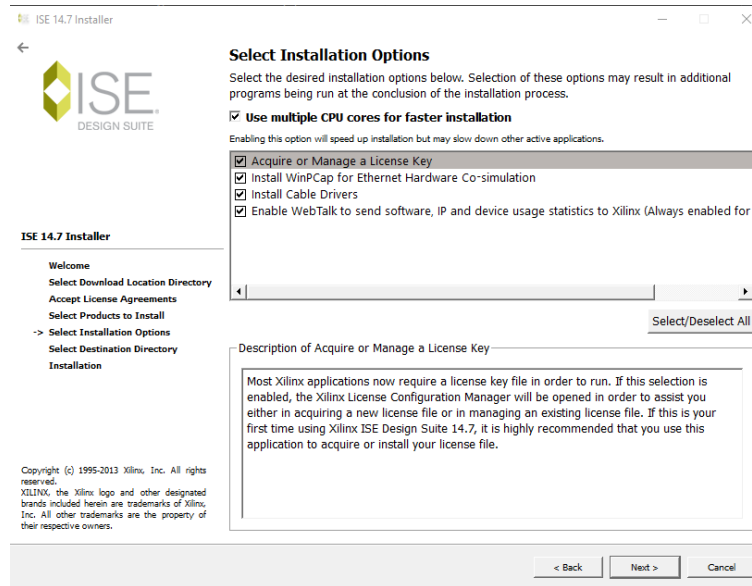 ISE 14.7 Installer
ISE.
DESIGN SUITE
ISE 14.7 Installer
Welcome
Select Download Location Directory
Accept License Agreements
Select Products to Install
-> Select Installation Options
Select Destination Directory
Installation
Copyright (c) 1995-2013 Xilinx, Inc. All rights
reserved.
XILINX, the Xilinx logo and other designated
brands included herein are trademarks of Xilinx,
Inc. All other trademarks are the property of
their respective owners.
Select Installation Options
Select the desired installation options below. Selection of these options may result in additional
programs being run at the conclusion of the installation process.
Use multiple CPU cores for faster installation
Enabling this option will speed up installation but may slow down other active applications.
Acquire or Manage a License Key
Install WinPCap for Ethernet Hardware Co-simulation
Install Cable Drivers
Enable WebTalk to send software, IP and device usage statistics to Xilinx (Always enabled for
Select/Deselect All
Description of Acquire or Manage a License Key
Most Xilinx applications now require a license key file in order to run. If this selection is
enabled, the Xilinx License Configuration Manager will be opened in order to assist you
either in acquiring a new license file or in managing an existing license file. If this is your
first time using Xilinx ISE Design Suite 14.7, it is highly recommended that you use this
application to acquire or install your license file.
< Back
Next >
Cancel